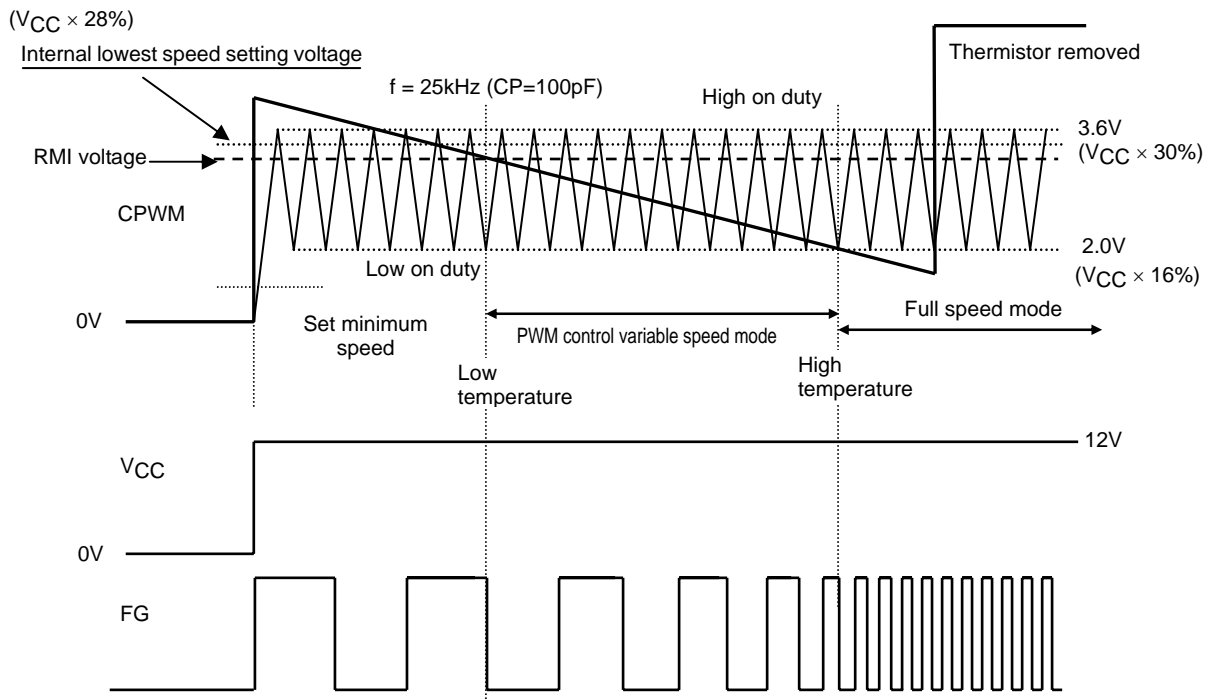 (VCC × 28%)
Internal lowest speed setting voltage
Thermistor removed
f = 25kHz (CP=100pF)
High on duty
3.6V
(VCC × 30%)
RMI voltage
CPWM
2.0V
(VCC × 16%)
Low on duty
0V
Set minimum
speed
PWM control variable speed mode
Full speed mode
Low
temperature
High
temperature
12V
VCC
0V
FG